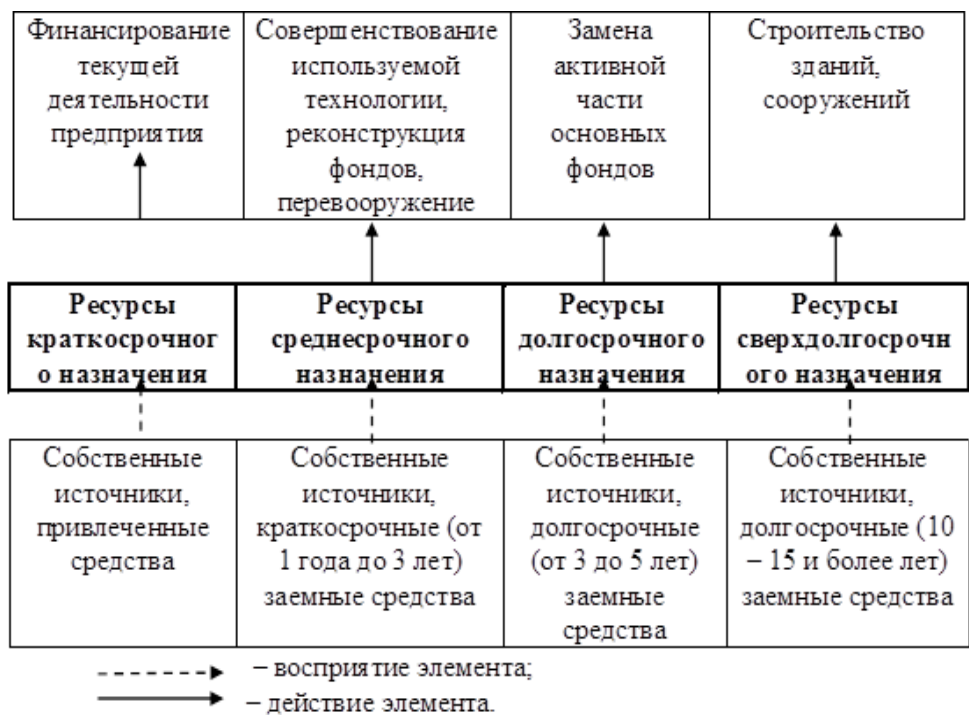 Финансирование
текущей
деятельности
предприятия
Совершенствование
используемой
технологии,
реконструкция
фондов,
перевооружение
Замена
активной
части
основных
фондов
Строительство
зданий,
сооружений
Ресурсы
краткосрочног
о назначения
Ресурсы
среднесрочного
назначения
Ресурсы
долгосрочного
назначения
Ресурсы
сверхдолгосрочн
ого назначения
Собственные
источники,
привлеченные
средства
Собственные
источники,
краткосрочные (от
1 года до 3 лет)
заемные средства
Собственные
источники,
долгосрочные
(от 3 до 5 лет)
заемные
средства
Собственные
источники,
долгосрочные (10
– 15 и более лет)
заемные средства
– восприятие элемента;
– действие элемента.